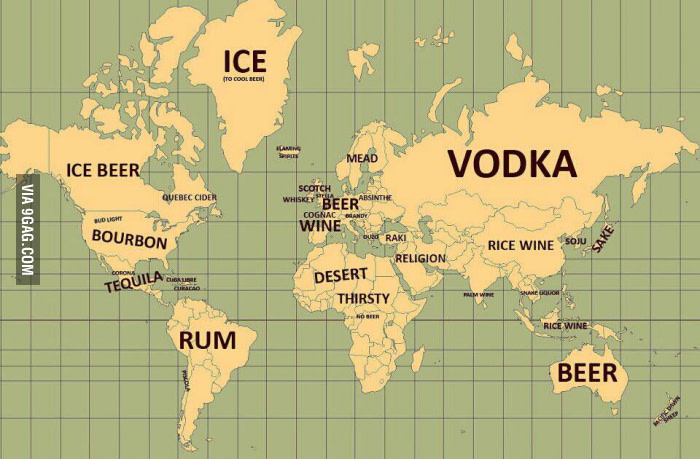 ICE
(TO COOL BEER)
FLAMING
SPIRITS
ICE BEER
QUEBEC CIDER
BUD LIGHT
BOURBON
CORONA
TEQUILA
CUBA LIBRE
CURACAO
RUM
MEAD
SCOTCH
WHISKEY
STELLA
BEER
ABSINTHE
COGNAC
BRANDY
WINE
OUZO
RAKI
VODKA
RELIGION
RICE WINE
SOJU
SAKE
DESERT
THIRSTY
NO BEER
PALM WINE
SNAKE LIQUOR
RICE WINE
BEER
SHEEP
VIA 9GAG.COM